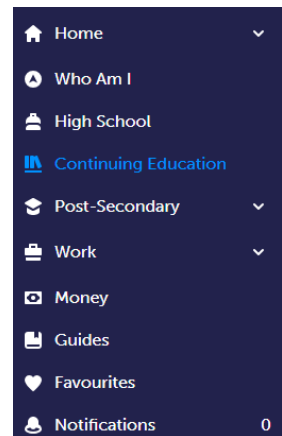 Home
Who Am I
High School
Continuing Education
Post-Secondary
Work
Money
Guides
Favourites
Notifications 0